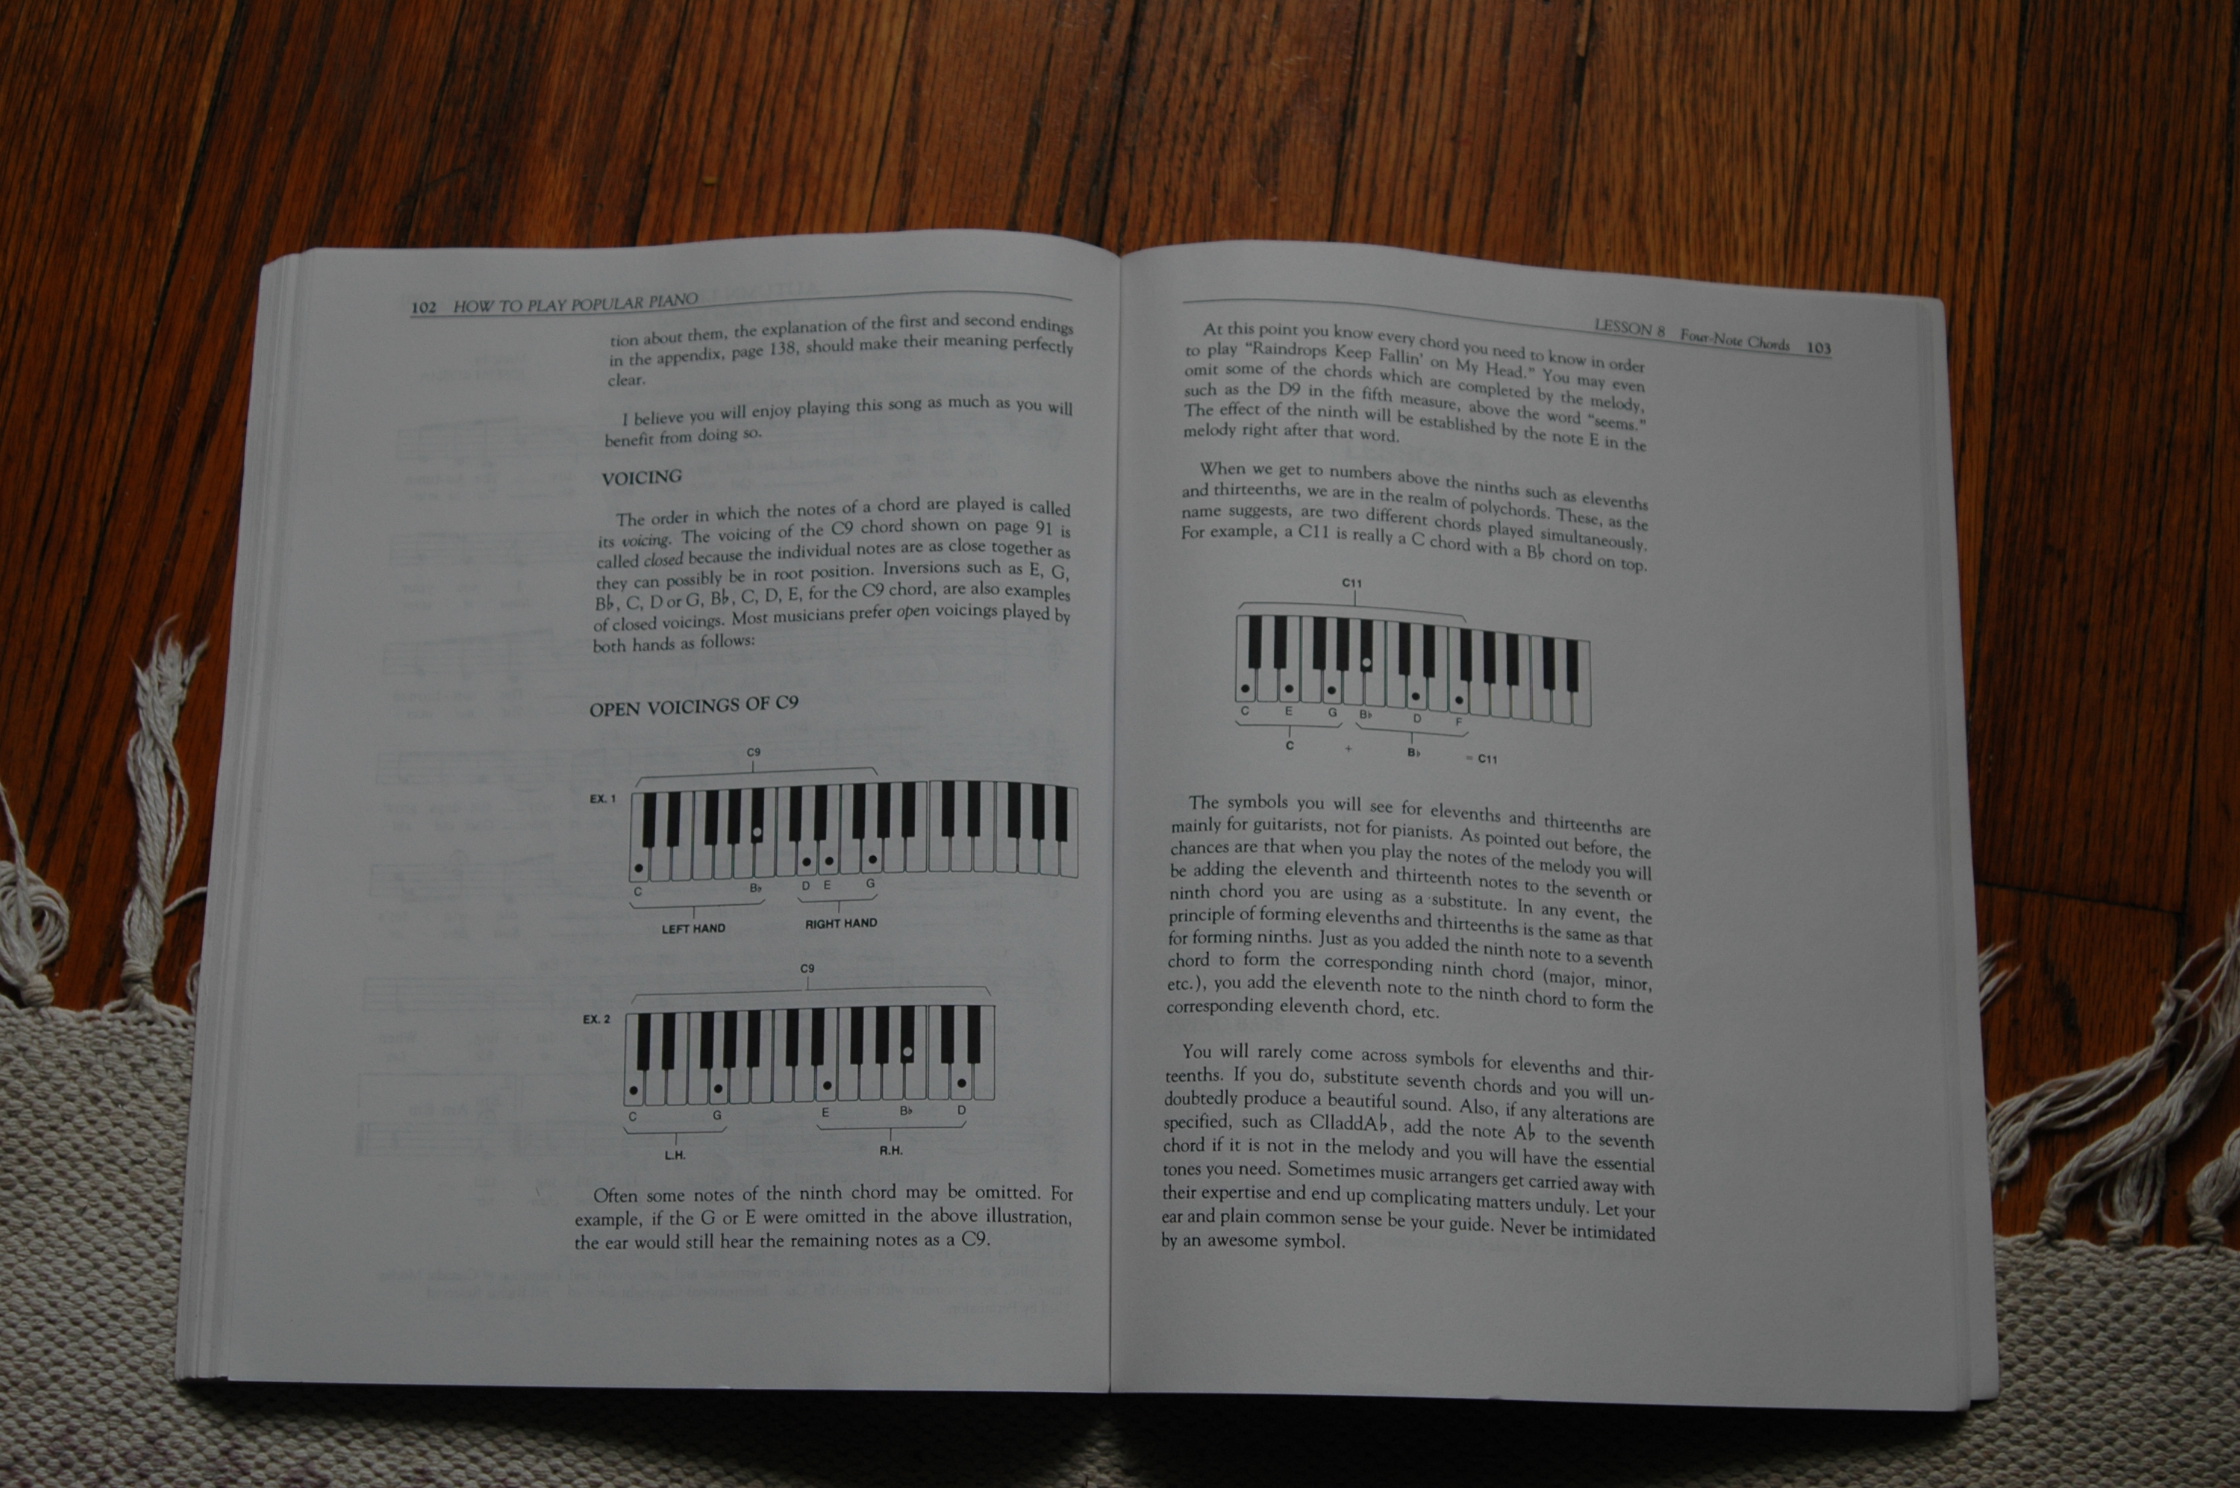 102 HOW TO PLAY POPULAR PIANO
tion about them, the explanation of the first and second endings
in the appendix, page 138, should make their meaning perfectly
clear.
I believe you will enjoy playing this song as much as you will
benefit from doing so.
VOICING
The order in which the notes of a chord are played is called
its voicing. The voicing of the C9 chord shown on page 91 is
called closed because the individual notes are as close together as
they can possibly be in root position. Inversions such as E, G,
B♭, C, D or G, B♭, C, D, E, for the C9 chord, are also examples
of closed voicings. Most musicians prefer open voicings played by
both hands as follows:
OPEN VOICINGS OF C9
C9
EX. 1
C B♭ D E G
LEFT HAND RIGHT HAND
C9
EX. 2
C G E B♭ D
L.H. R.H.
Often some notes of the ninth chord may be omitted. For
example, if the G or E were omitted in the above illustration,
the ear would still hear the remaining notes as a C9.
LESSON 8 Four-Note Chords 103
At this point you know every chord you need to know in order
to play "Raindrops Keep Fallin' on My Head." You may even
omit some of the chords which are completed by the melody,
such as the D9 in the fifth measure, above the word "seems."
The effect of the ninth will be established by the note E in the
melody right after that word.
When we get to numbers above the ninths such as elevenths
and thirteenths, we are in the realm of polychords. These, as the
name suggests, are two different chords played simultaneously.
For example, a C11 is really a C chord with a B♭ chord on top.
C11
C E G B♭ D F
C + B♭ = C11
The symbols you will see for elevenths and thirteenths are
mainly for guitarists, not for pianists. As pointed out before, the
chances are that when you play the notes of the melody you will
be adding the eleventh and thirteenth notes to the seventh or
ninth chord you are using as a substitute. In any event, the
principle of forming elevenths and thirteenths is the same as that
for forming ninths. Just as you added the ninth note to a seventh
chord to form the corresponding ninth chord (major, minor,
etc.), you add the eleventh note to the ninth chord to form the
corresponding eleventh chord, etc.
You will rarely come across symbols for elevenths and thir-
teenths. If you do, substitute seventh chords and you will un-
doubtedly produce a beautiful sound. Also, if any alterations are
specified, such as ClladdA♭, add the note A♭ to the seventh
chord if it is not in the melody and you will have the essential
tones you need. Sometimes music arrangers get carried away with
their expertise and end up complicating matters unduly. Let your
ear and plain common sense be your guide. Never be intimidated
by an awesome symbol.